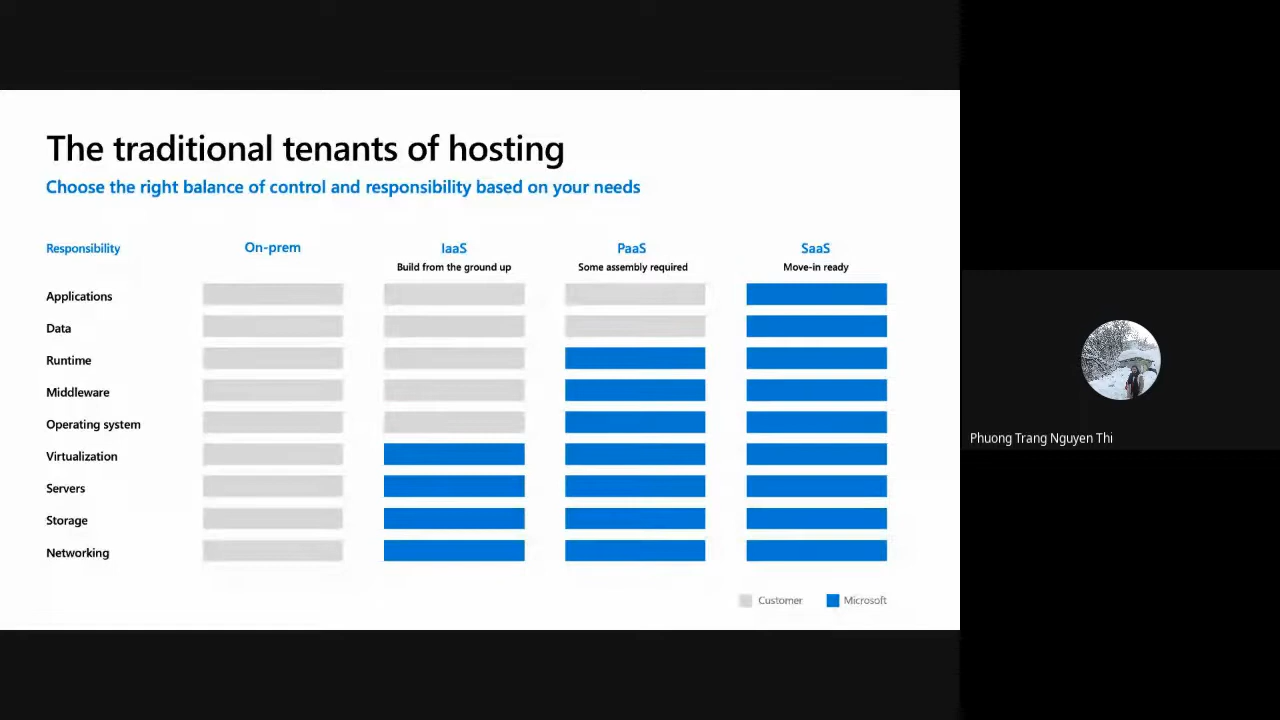 The traditional tenants of hosting
Choose the right balance of control and responsibility based on your needs
Responsibility On-prem IaaS PaaS SaaS
Build from the ground up Some assembly required Move-in ready
Applications
Data
Runtime
Middleware
Operating system
Virtualization
Servers
Storage
Networking
Customer Microsoft
Phuong Trang Nguyen Thi